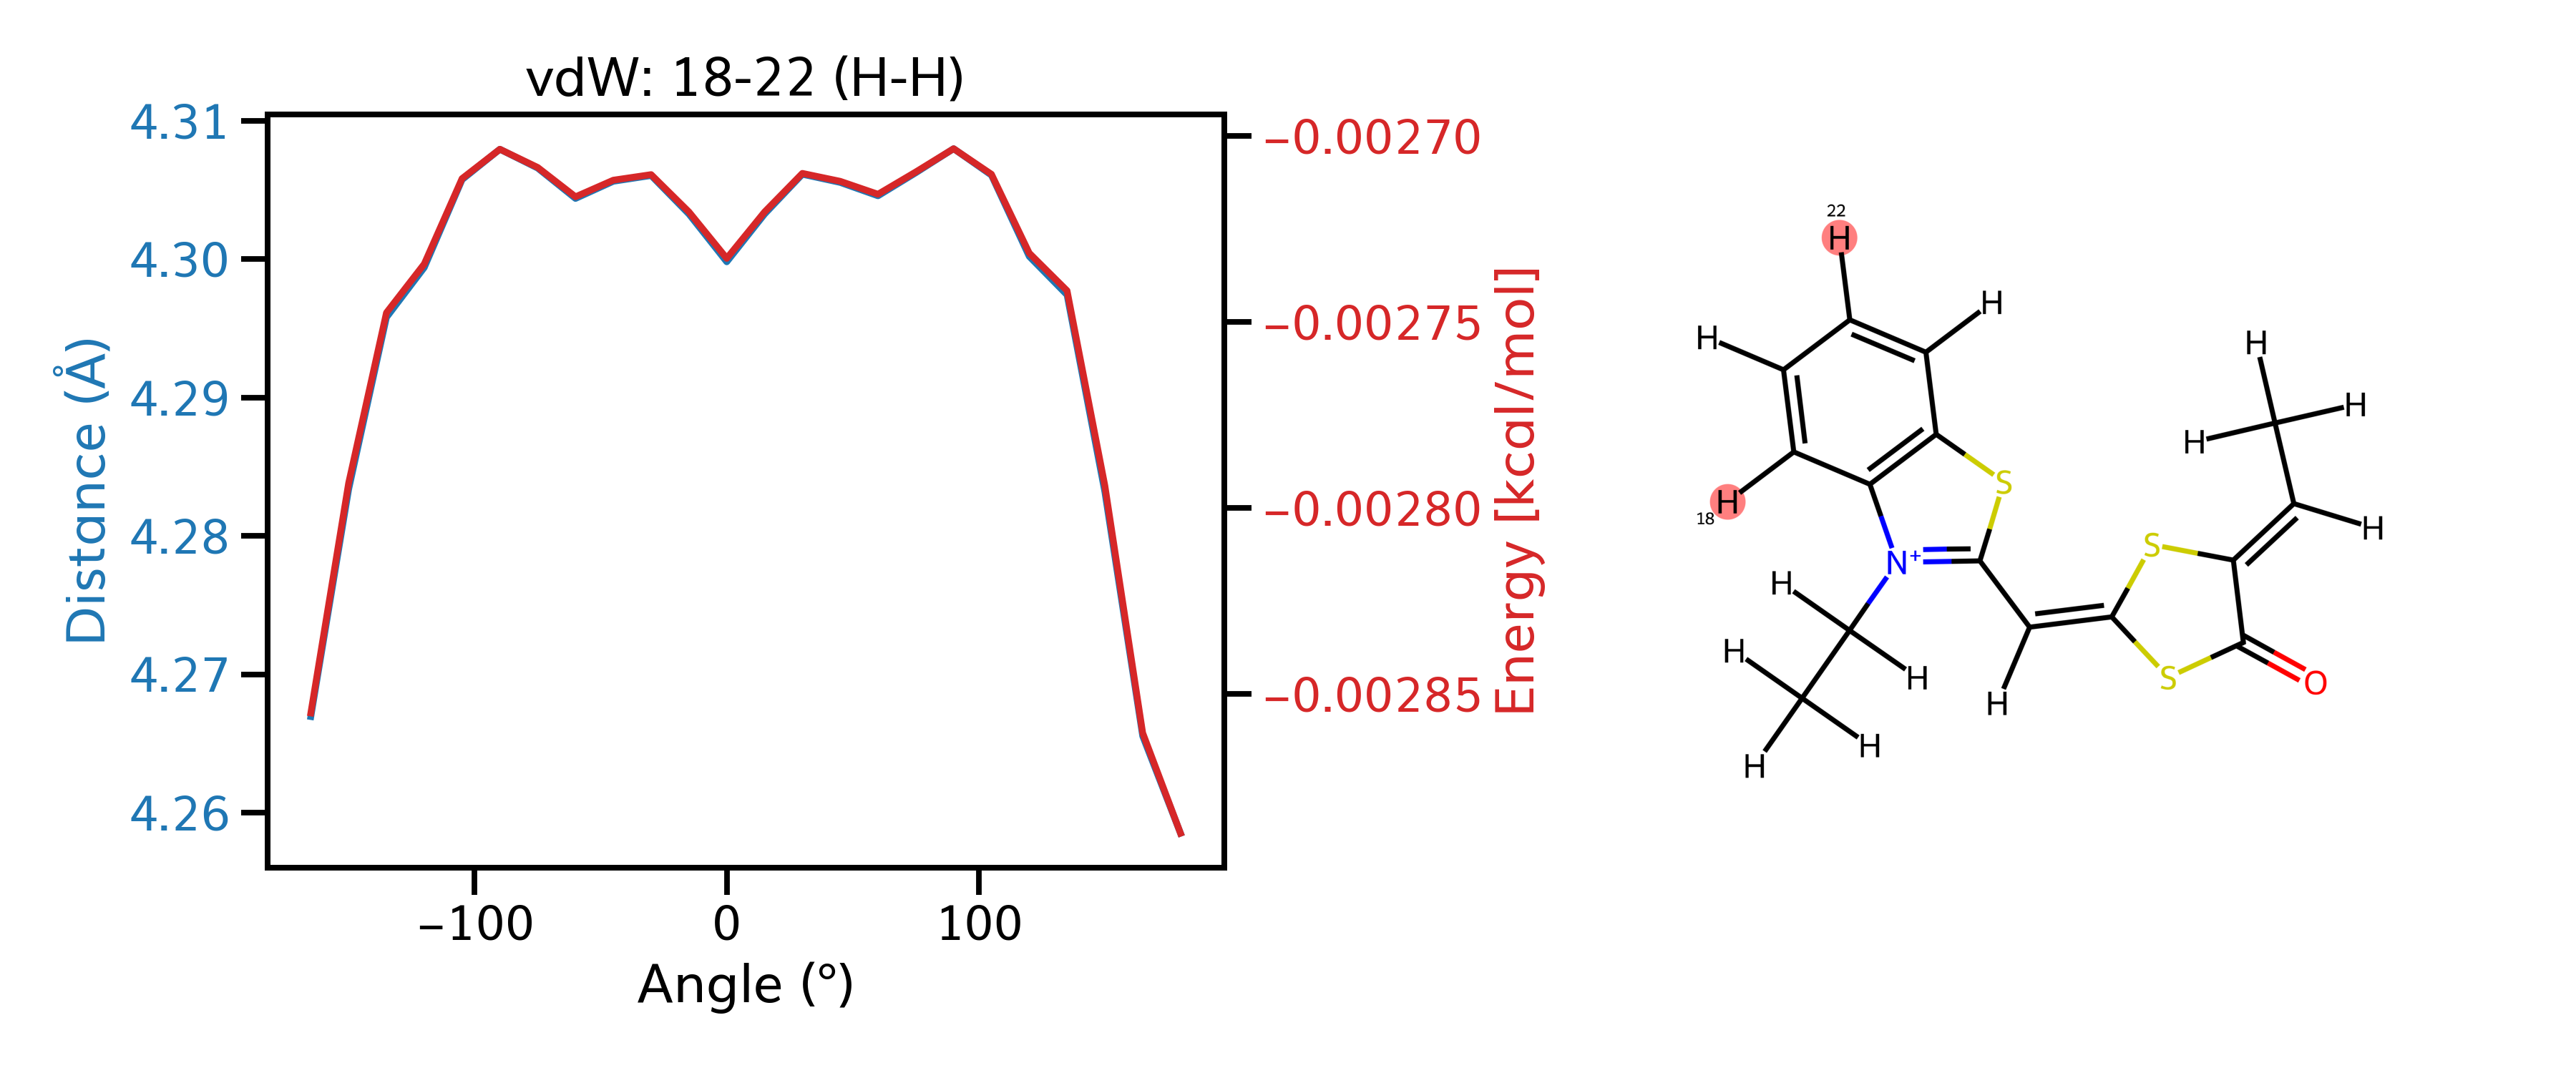 vdW: 18-22 (H-H)
4.31
4.30
4.29
4.28
4.27
4.26
Distance (Å)
−100
0
100
Angle (°)
−0.00270
−0.00275
−0.00280
−0.00285
Energy [kcal/mol]
22
H
H
H
H
18
S
N+
H
H
H
H
H
H
S
S
O
H
H
H
H